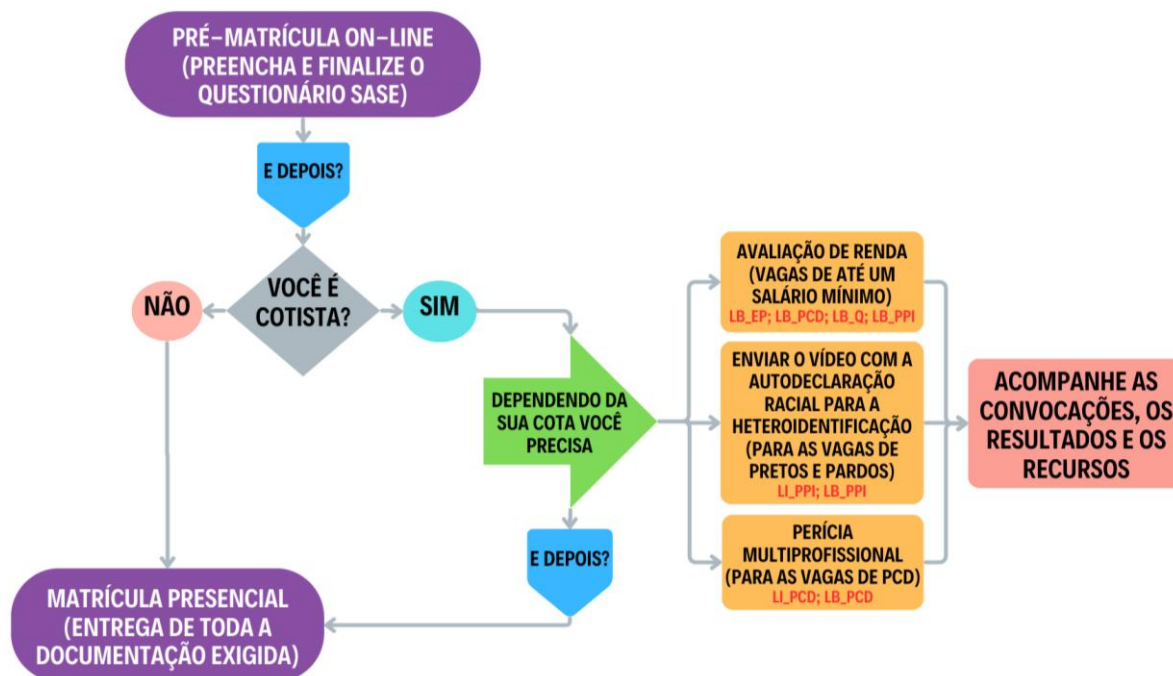 PRÉ-MATRÍCULA ON-LINE
(PREENCHA E FINALIZE O
QUESTIONÁRIO SASE)
E DEPOIS?
VOCÊ É
COTISTA?
NÃO
SIM
DEPENDENDO DA
SUA COTA VOCÊ
PRECISA
AVALIAÇÃO DE RENDA
(VAGAS DE ATÉ UM
SALÁRIO MÍNIMO)
LB_EP; LB_PCD; LB_Q; LB_PPI
ENVIAR O VÍDEO COM A
AUTODECLARAÇÃO
RACIAL PARA A
HETEROIDENTIFICAÇÃO
(PARA AS VAGAS DE
PRETOS E PARDOS)
LI_PPI; LB_PPI
PERÍCIA
MULTIPROFISSIONAL
(PARA AS VAGAS DE PCD)
LI_PCD; LB_PCD
ACOMPANHE AS
CONVOCAÇÕES, OS
RESULTADOS E OS
RECURSOS
E DEPOIS?
MATRÍCULA PRESENCIAL
(ENTREGA DE TODA A
DOCUMENTAÇÃO EXIGIDA)